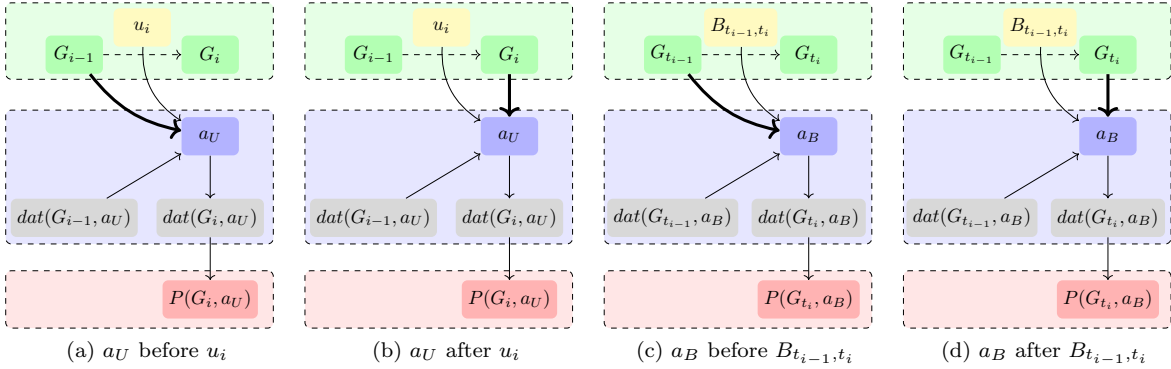 u_i u_i B_{t_{i-1},t_i} B_{t_{i-1},t_i}
G_{i-1} G_i G_{i-1} G_i G_{t_{i-1}} G_{t_i} G_{t_{i-1}} G_{t_i}
a_U a_U a_B a_B
dat(G_{i-1}, a_U) dat(G_i, a_U) dat(G_{i-1}, a_U) dat(G_i, a_U) dat(G_{t_{i-1}}, a_B) dat(G_{t_i}, a_B) dat(G_{t_{i-1}}, a_B) dat(G_{t_i}, a_B)
P(G_i, a_U) P(G_i, a_U) P(G_{t_i}, a_B) P(G_{t_i}, a_B)
(a) a_U before u_i (b) a_U after u_i (c) a_B before B_{t_{i-1},t_i} (d) a_B after B_{t_{i-1},t_i}